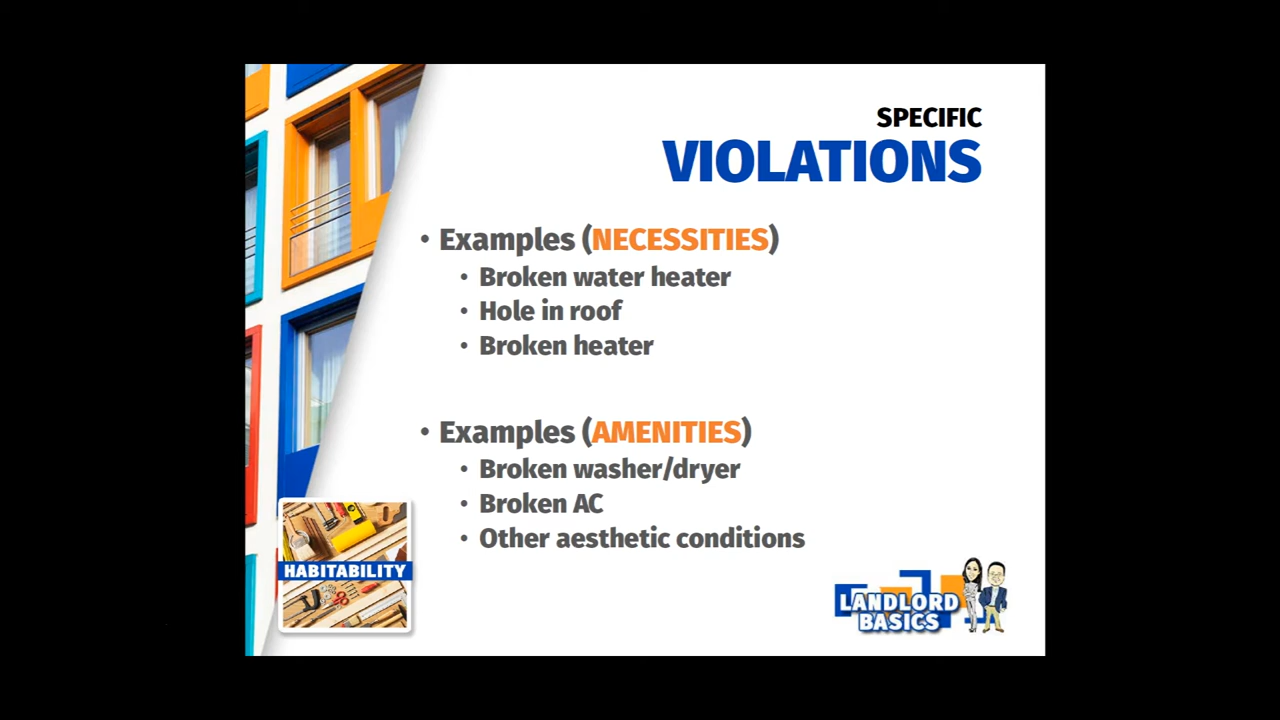 SPECIFIC
VIOLATIONS
• Examples (NECESSITIES)
• Broken water heater
• Hole in roof
• Broken heater
• Examples (AMENITIES)
• Broken washer/dryer
• Broken AC
• Other aesthetic conditions
HABITABILITY
LANDLORD
BASICS